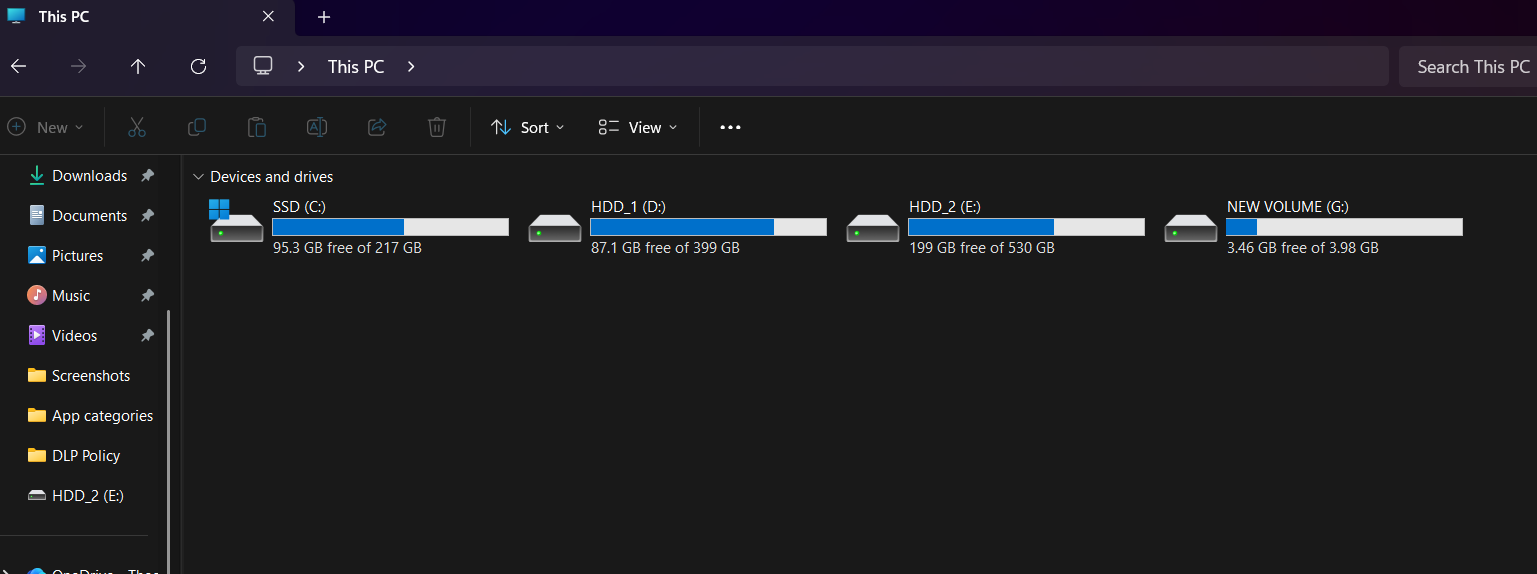 This PC
This PC
Search This PC
New
Sort
View
Downloads
Documents
Pictures
Music
Videos
Screenshots
App categories
DLP Policy
HDD_2 (E:)
Devices and drives
SSD (C:)
95.3 GB free of 217 GB
HDD_1 (D:)
87.1 GB free of 399 GB
HDD_2 (E:)
199 GB free of 530 GB
NEW VOLUME (G:)
3.46 GB free of 3.98 GB